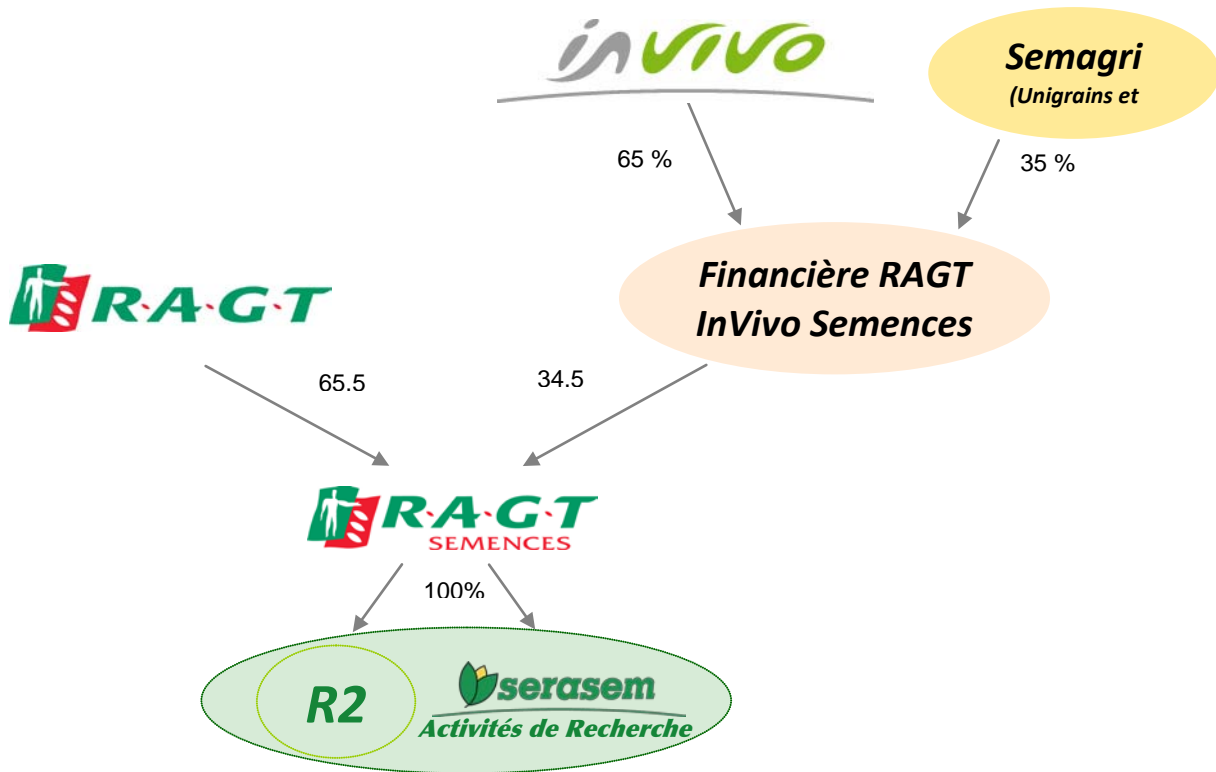 invivo
Semagri
(Unigrains et
65 %
35 %
Financière RAGT
InVivo Semences
R·A·G·T
65.5
34.5
R·A·G·T
SEMENCES
100%
R2
serasem
Activités de Recherche